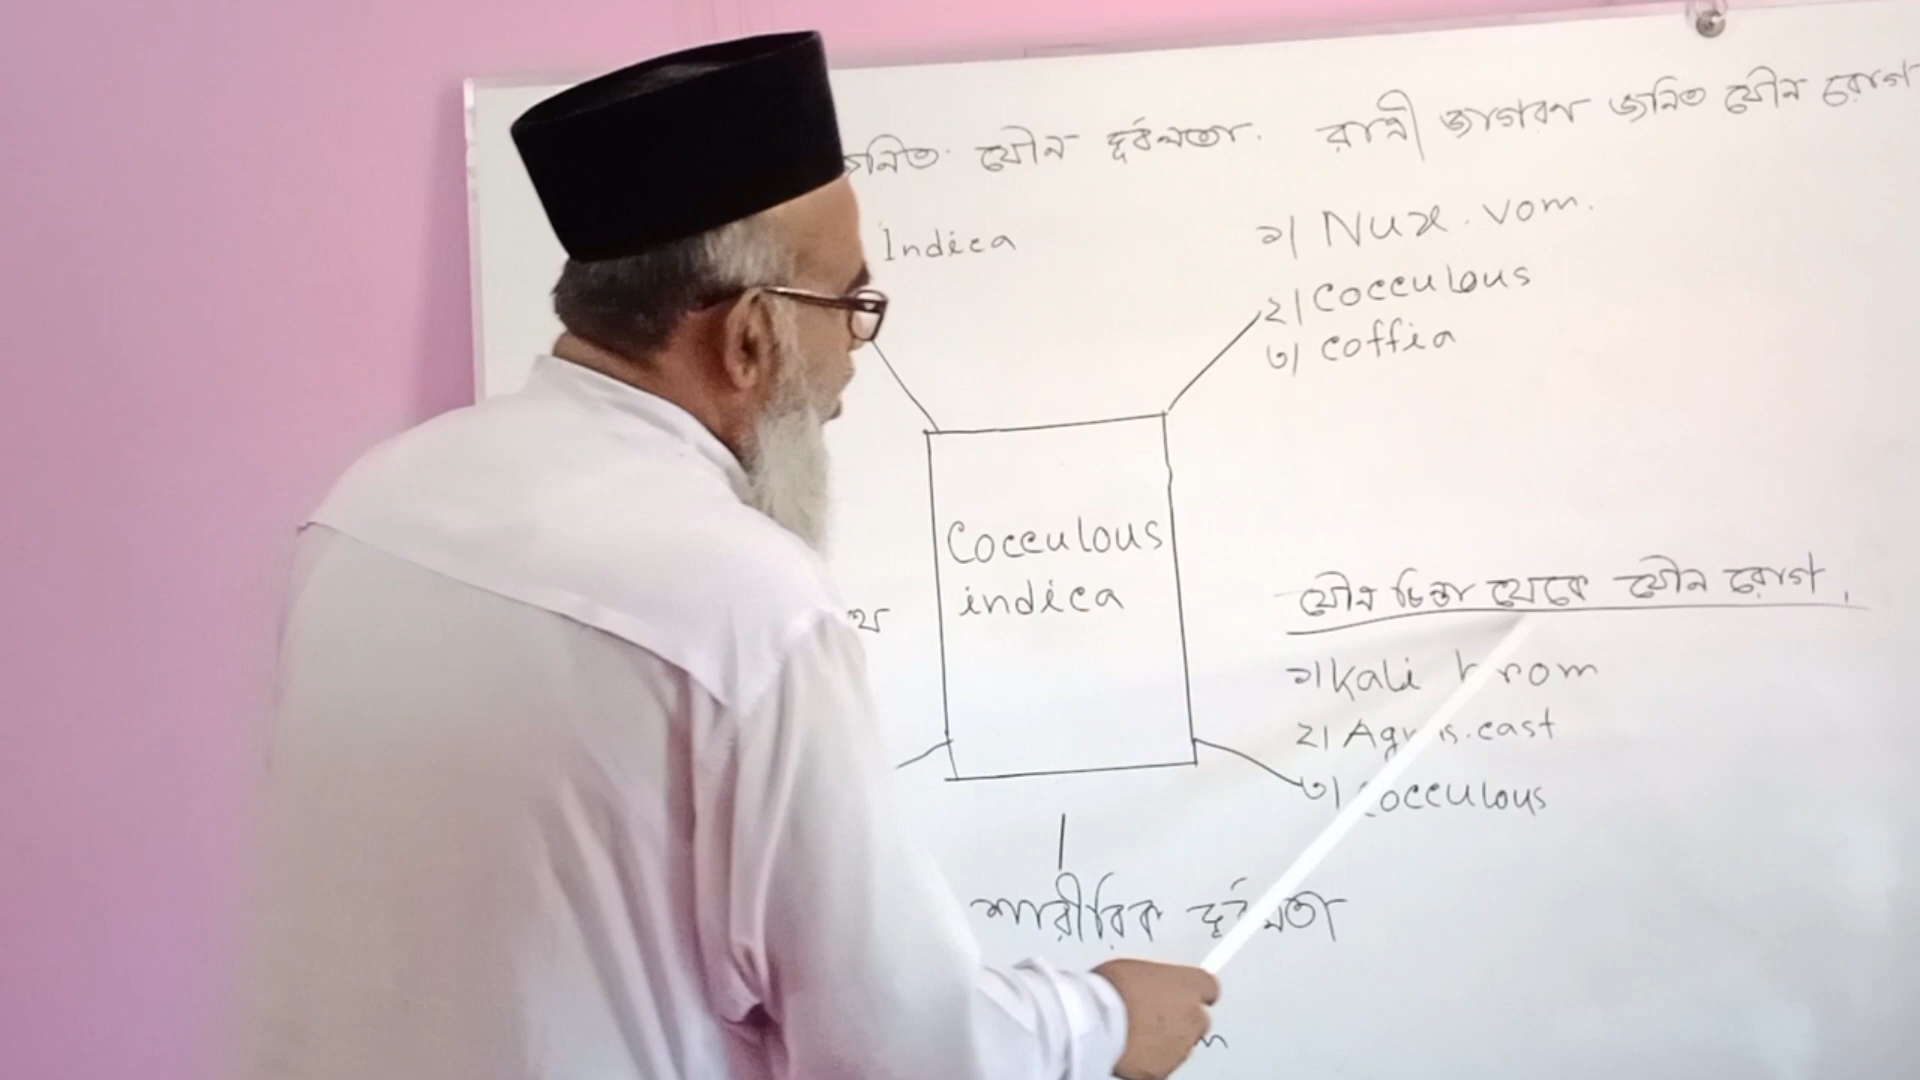 জনিত যৌন দূর্বলতা. রাত্রী জাগরণ জনিত যৌন রোগ
Indica
১| Nux. vom.
২| Cocculous
৩| coffia
Cocculous
indica
যৌন চিন্তা থেকে যৌন রোগ.
১| Kali brom
২| Agnus.cast
৩| Cocculous
শারীরিক দূর্বলতা